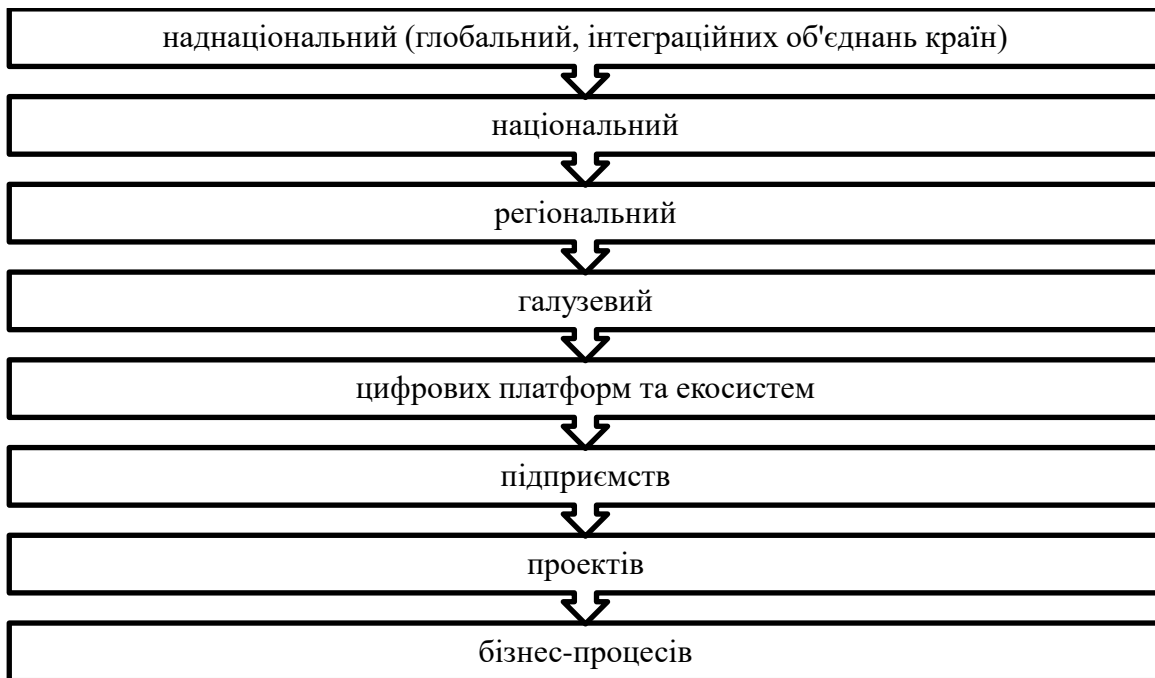 наднаціональний (глобальний, інтеграційних об'єднань країн)
національний
регіональний
галузевий
цифрових платформ та екосистем
підприємств
проектів
бізнес-процесів